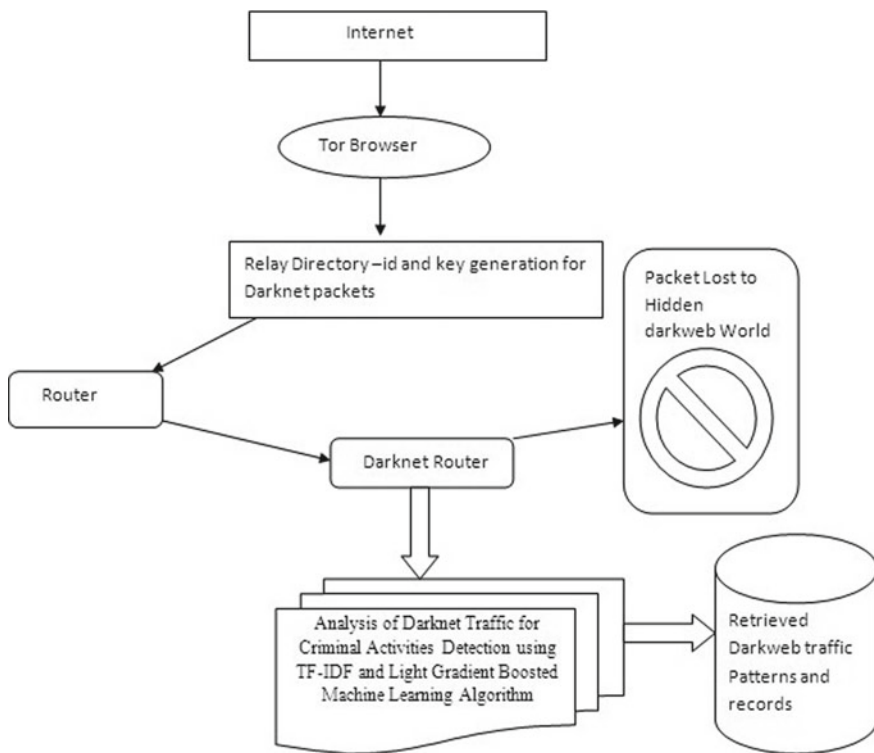 Internet
Tor Browser
Relay Directory –id and key generation for
Darknet packets
Packet Lost to
Hidden
darkweb World
Router
Darknet Router
Analysis of Darknet Traffic for
Criminal Activities Detection using
TF-IDF and Light Gradient Boosted
Machine Learning Algorithm
Retrieved
Darkweb traffic
Patterns and
records